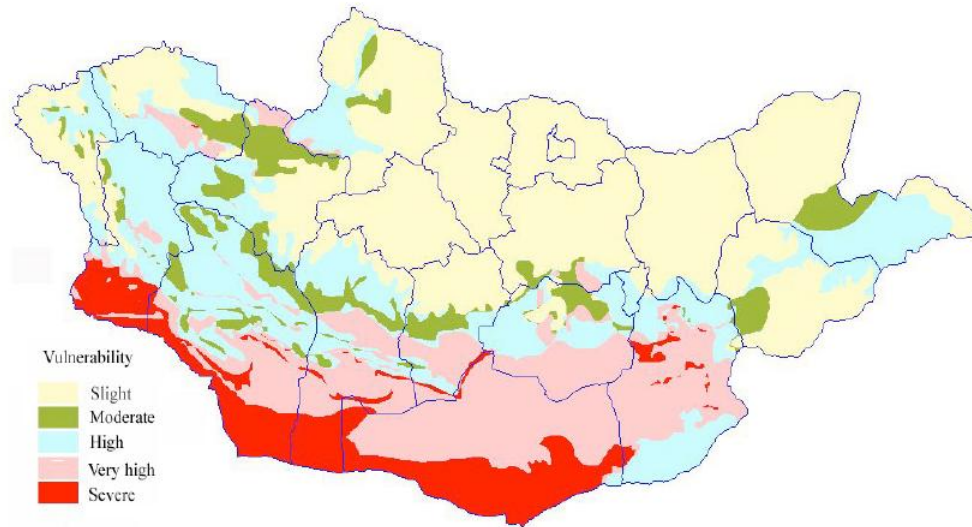 Vulnerability
Slight
Moderate
High
Very high
Severe